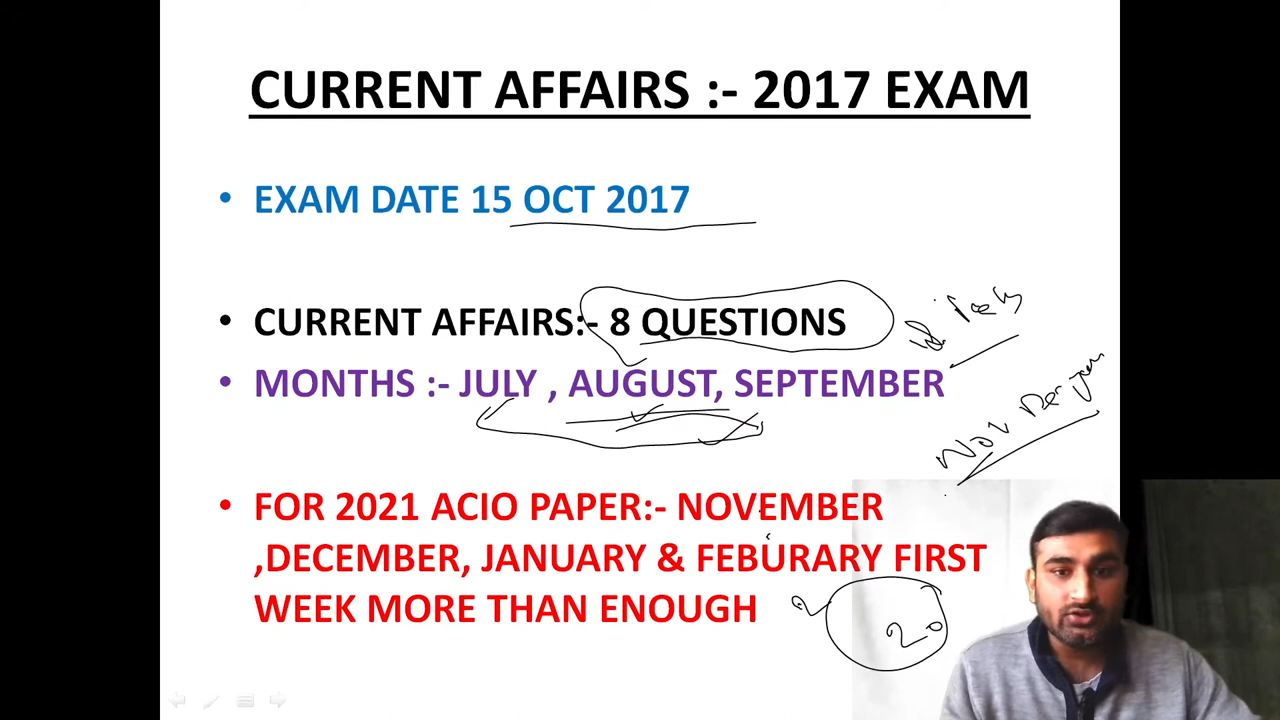 CURRENT AFFAIRS :- 2017 EXAM
• EXAM DATE 15 OCT 2017
• CURRENT AFFAIRS:- 8 QUESTIONS
• MONTHS :- JULY , AUGUST, SEPTEMBER
Nov
• FOR 2021 ACIO PAPER:- NOVEMBER
,DECEMBER, JANUARY & FEBURARY FIRST
WEEK MORE THAN ENOUGH
20